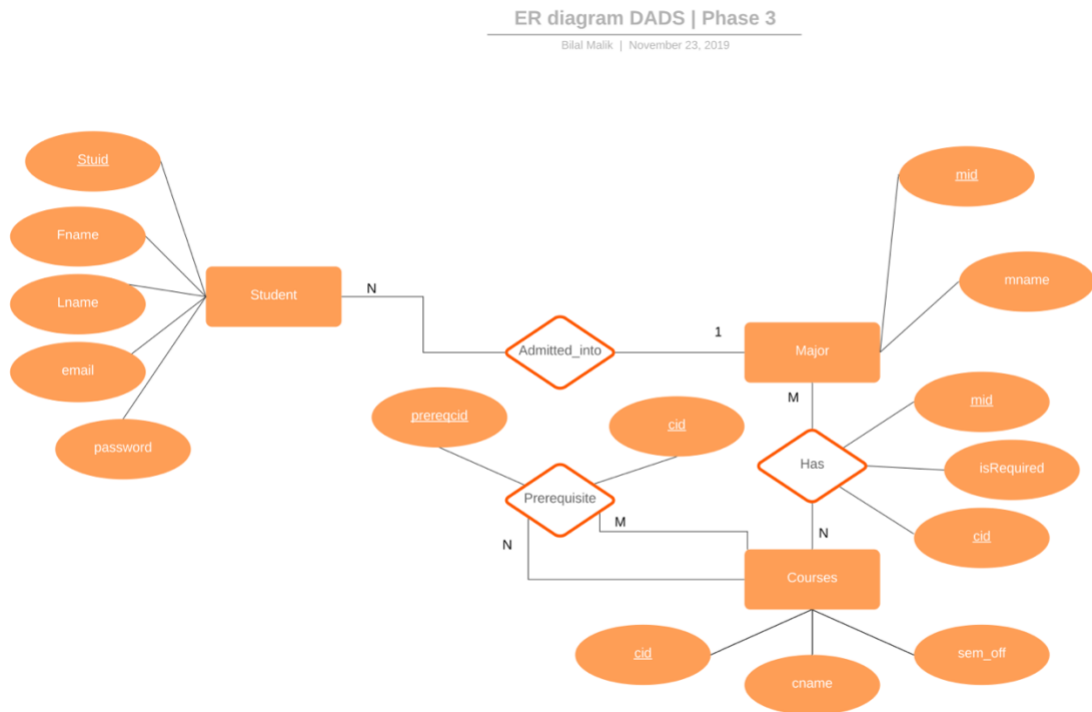 ER diagram DADS | Phase 3
Bilal Malik | November 23, 2019
Stuid
mid
Fname
mname
Student
N
Lname
1
Admitted_into
Major
email
M
prereqcid
cid
mid
password
Has
isRequired
Prerequisite
M
N
N
cid
Courses
cid
sem_off
cname